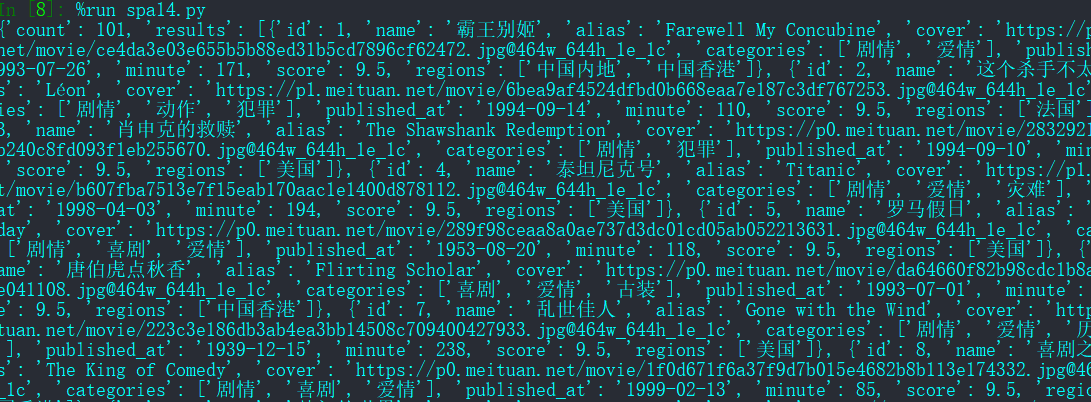 In [8]: %run spa14.py
{'count': 101, 'results': [{'id': 1, 'name': '霸王别姬', 'alias': 'Farewell My Concubine', 'cover': 'https://p
net/movie/ce4da3e03e655b5b88ed31b5cd7896cf62472.jpg@464w_644h_1e_1c', 'categories': ['剧情', '爱情'], 'publis
993-07-26', 'minute': 171, 'score': 9.5, 'regions': ['中国内地', '中国香港']}, {'id': 2, 'name': '这个杀手不太
s': 'Léon', 'cover': 'https://p1.meituan.net/movie/6bea9af4524dfbd0b668eaa7e187c3df767253.jpg@464w_644h_1e_1c
ies': ['剧情', '动作', '犯罪'], 'published_at': '1994-09-14', 'minute': 110, 'score': 9.5, 'regions': ['法国'
3, 'name': '肖申克的救赎', 'alias': 'The Shawshank Redemption', 'cover': 'https://p0.meituan.net/movie/283292
b240c8fd093f1eb255670.jpg@464w_644h_1e_1c', 'categories': ['剧情', '犯罪'], 'published_at': '1994-09-10', 'min
'score': 9.5, 'regions': ['美国']}, {'id': 4, 'name': '泰坦尼克号', 'alias': 'Titanic', 'cover': 'https://p1.
t/movie/b607fba7513e7f15eab170aac1e1400d878112.jpg@464w_644h_1e_1c', 'categories': ['剧情', '爱情', '灾难'],
at': '1998-04-03', 'minute': 194, 'score': 9.5, 'regions': ['美国']}, {'id': 5, 'name': '罗马假日', 'alias': '
day', 'cover': 'https://p0.meituan.net/movie/289f98ceaa8a0ae737d3dc01cd05ab052213631.jpg@464w_644h_1e_1c', 'ca
['剧情', '喜剧', '爱情'], 'published_at': '1953-08-20', 'minute': 118, 'score': 9.5, 'regions': ['美国']}, {
ame': '唐伯虎点秋香', 'alias': 'Flirting Scholar', 'cover': 'https://p0.meituan.net/movie/da64660f82b98cdc1b8
e041108.jpg@464w_644h_1e_1c', 'categories': ['喜剧', '爱情', '古装'], 'published_at': '1993-07-01', 'minute':
: 9.5, 'regions': ['中国香港']}, {'id': 7, 'name': '乱世佳人', 'alias': 'Gone with the Wind', 'cover': 'http
tuan.net/movie/223c3e186db3ab4ea3bb14508c709400427933.jpg@464w_644h_1e_1c', 'categories': ['剧情', '爱情', '历
'], 'published_at': '1939-12-15', 'minute': 238, 'score': 9.5, 'regions': ['美国']}, {'id': 8, 'name': '喜剧之
: 'The King of Comedy', 'cover': 'https://p0.meituan.net/movie/1f0d671f6a37f9d7b015e4682b8b113e174332.jpg@46
_1c', 'categories': ['剧情', '喜剧', '爱情'], 'published_at': '1999-02-13', 'minute': 85, 'score': 9.5, 'regi